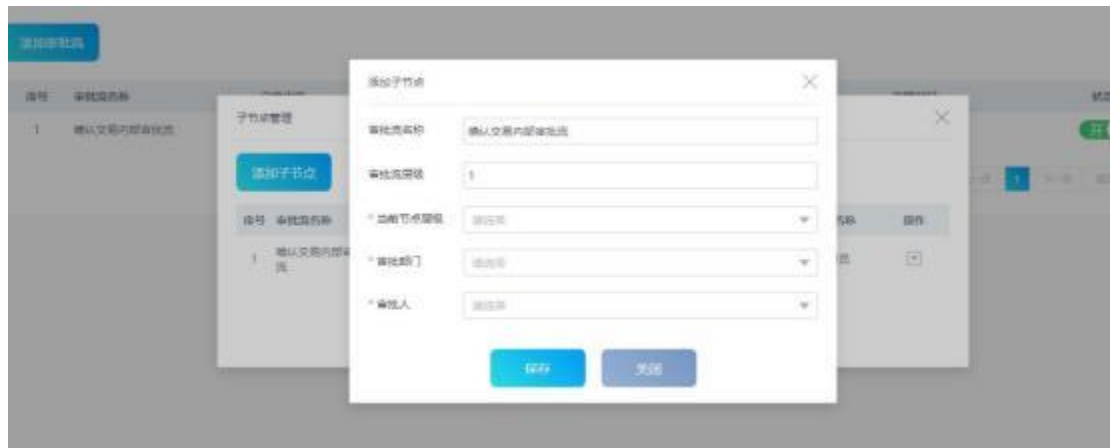 添加审批流
序号 审批流名称
1 确认交易内部审批流
子节点管理
添加子节点
序号 审批流名称
操作
1 确认交易内部审
流
添加子节点
审批流名称 确认交易内部审批流
审批流层级 1
* 当前节点层级 请选择
* 审批部门 请选择
* 审批人 请选择
保存 关闭
1